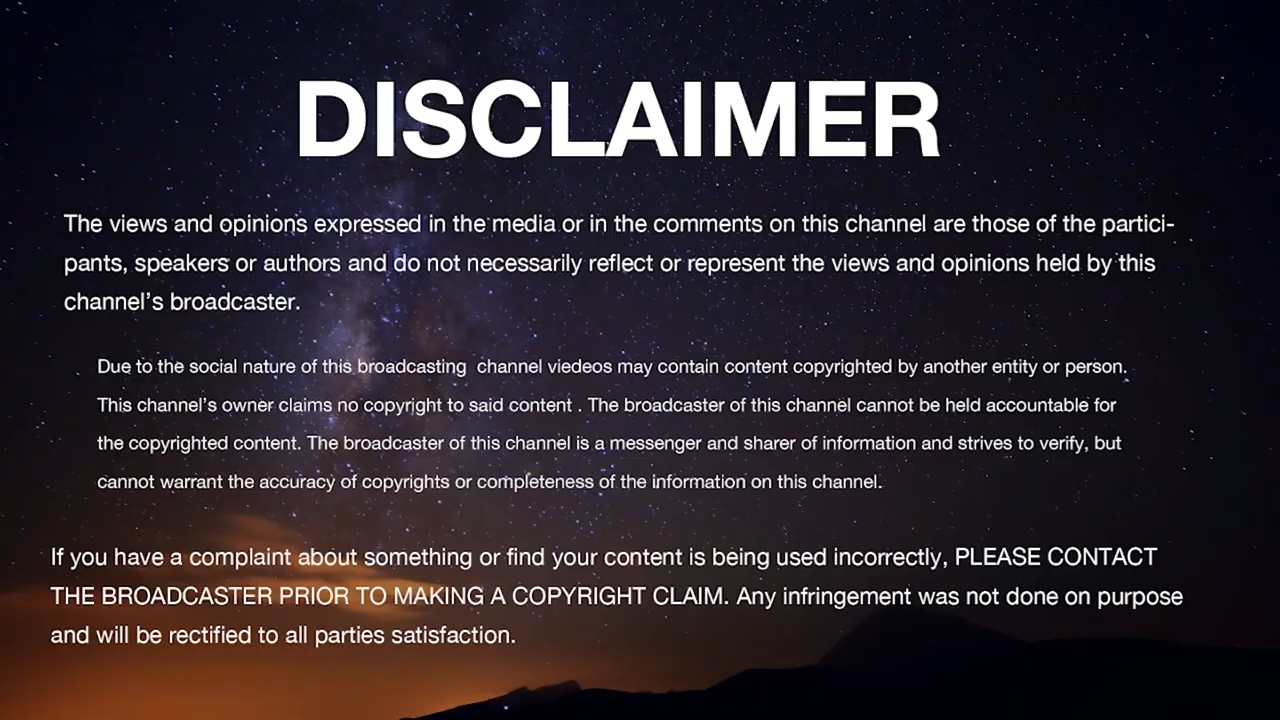 DISCLAIMER
The views and opinions expressed in the media or in the comments on this channel are those of the partici-
pants, speakers or authors and do not necessarily reflect or represent the views and opinions held by this
channel's broadcaster.
Due to the social nature of this broadcasting  channel viedeos may contain content copyrighted by another entity or person.
This channel's owner claims no copyright to said content . The broadcaster of this channel cannot be held accountable for
the copyrighted content. The broadcaster of this channel is a messenger and sharer of information and strives to verify, but
cannot warrant the accuracy of copyrights or completeness of the information on this channel.
If you have a complaint about something or find your content is being used incorrectly, PLEASE CONTACT
THE BROADCASTER PRIOR TO MAKING A COPYRIGHT CLAIM. Any infringement was not done on purpose
and will be rectified to all parties satisfaction.